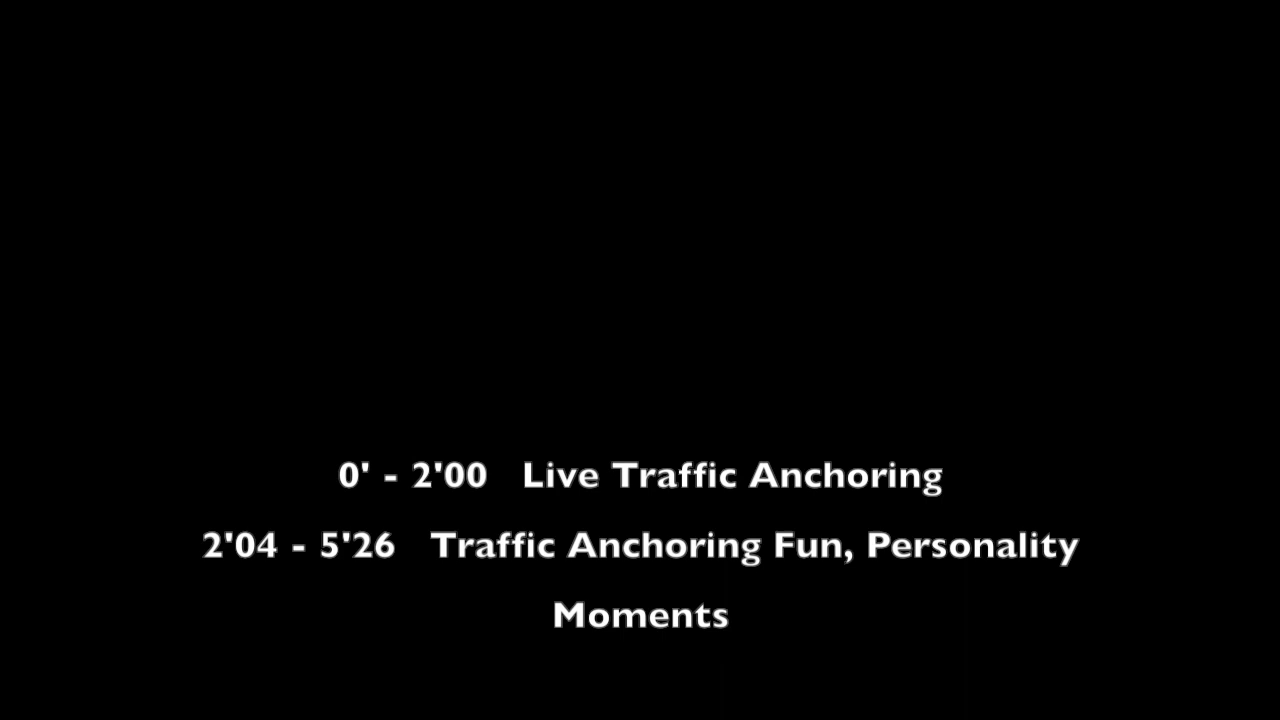 0' - 2'00 Live Traffic Anchoring
2'04 - 5'26 Traffic Anchoring Fun, Personality
Moments